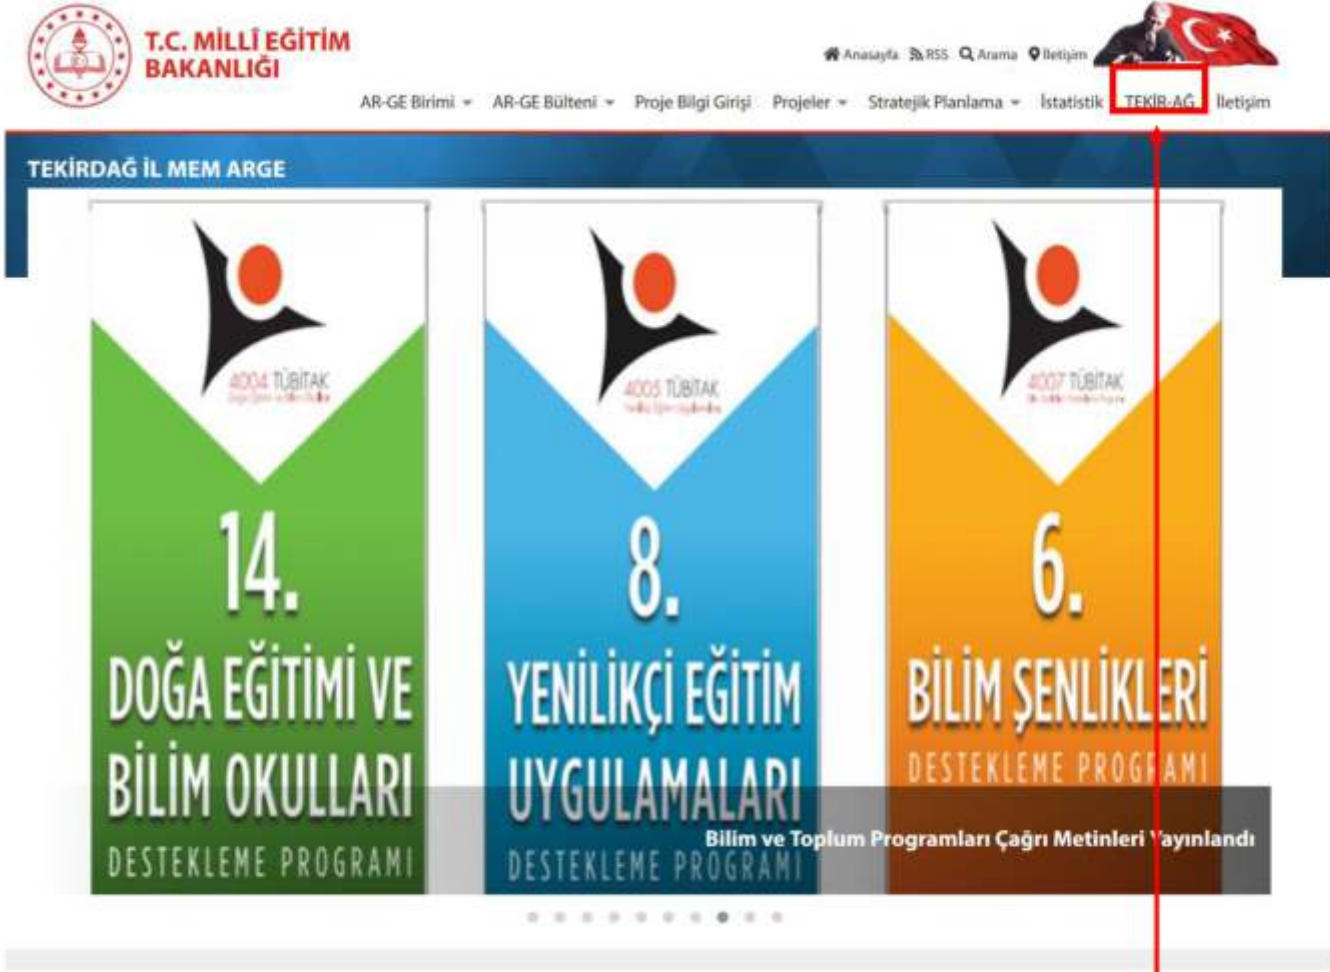 T.C. MİLLÎ EĞİTİM
BAKANLIĞI
Anasayfa RSS Arama İletişim
AR-GE Birimi AR-GE Bülteni Proje Bilgi Girişi Projeler Stratejik Planlama İstatistik TEKİR-AĞ İletişim
TEKİRDAĞ İL MEM ARGE
4004 TÜBİTAK
14.
DOĞA EĞİTİMİ VE
BİLİM OKULLARI
DESTEKLEME PROGRAMI
4005 TÜBİTAK
8.
YENİLİKÇİ EĞİTİM
UYGULAMALARI
DESTEKLEME PROGRAMI
4007 TÜBİTAK
6.
BİLİM ŞENLİKLERİ
DESTEKLEME PROGRAMI
Bilim ve Toplum Programları Çağrı Metinleri Yayınlandı